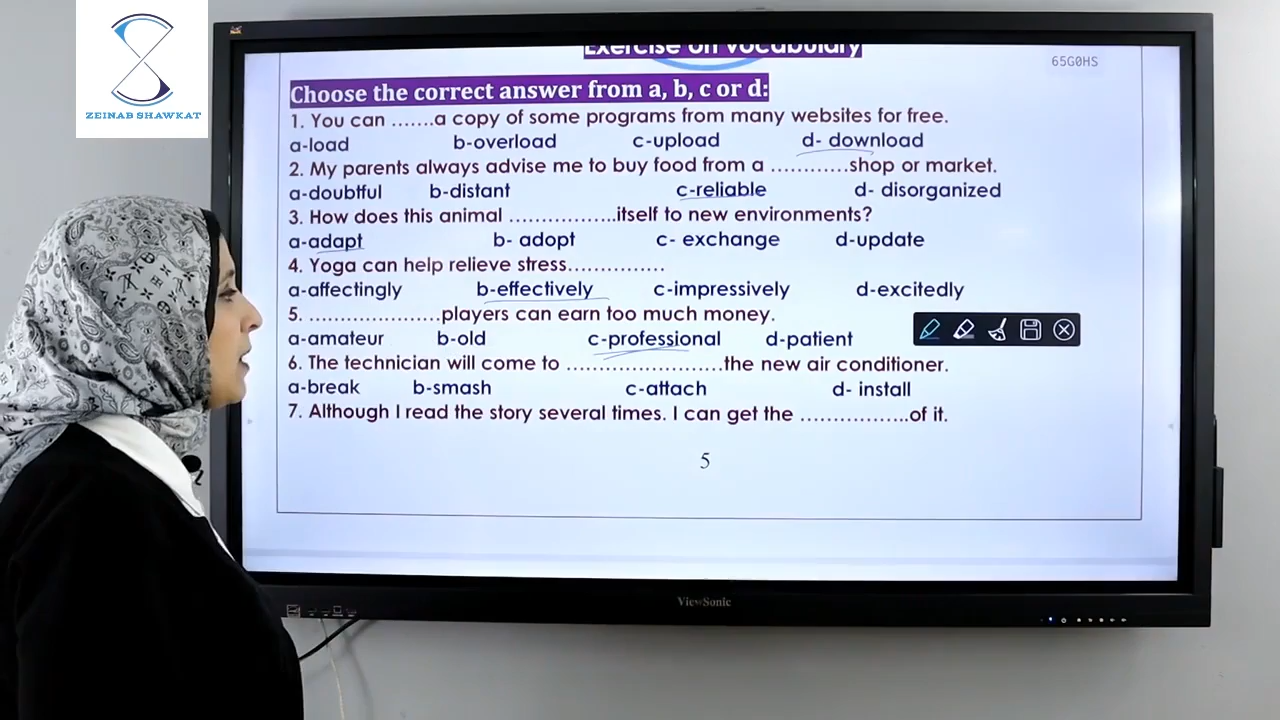 ZEINAB SHAWKAT
Exercise on Vocabulary
65G0HS
Choose the correct answer from a, b, c or d:
1. You can .......a copy of some programs from many websites for free.
a-load b-overload c-upload d- download
2. My parents always advise me to buy food from a ............shop or market.
a-doubtful b-distant c-reliable d- disorganized
3. How does this animal .................itself to new environments?
a-adapt b- adopt c- exchange d-update
4. Yoga can help relieve stress...............
a-affectingly b-effectively c-impressively d-excitedly
5. .....................players can earn too much money.
a-amateur b-old c-professional d-patient
6. The technician will come to ........................the new air conditioner.
a-break b-smash c-attach d- install
7. Although I read the story several times. I can get the .................of it.
5
ViewSonic